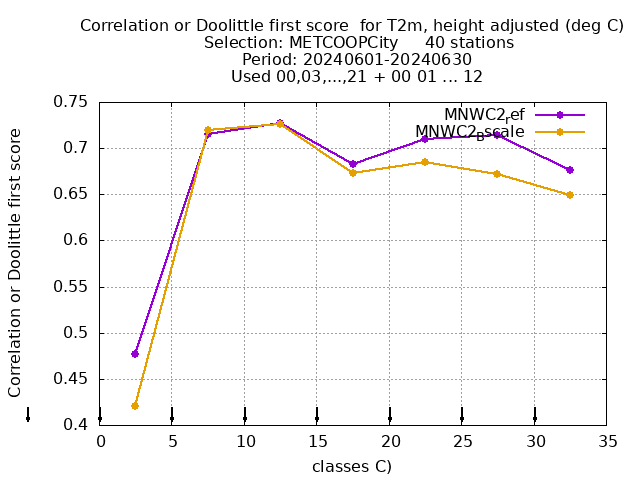 Correlation or Doolittle first score  for T2m, height adjusted (deg C)
Selection: METCOOPCity     40 stations
Period: 20240601-20240630
Used 00,03,...,21 + 00 01 ... 12
MNWC2ref
MNWC2Bscale
Correlation or Doolittle first score
0.75
0.7
0.65
0.6
0.55
0.5
0.45
0.4
0 5 10 15 20 25 30 35
classes C)